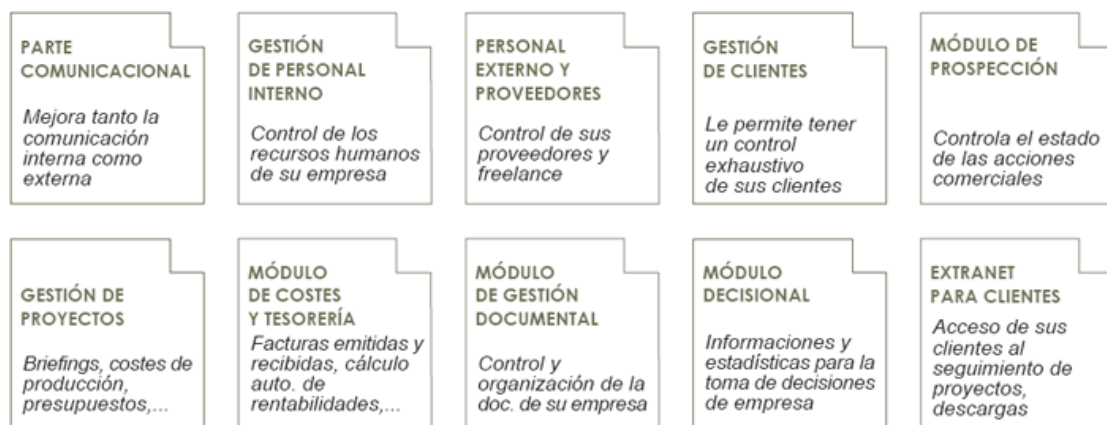 PARTE
COMUNICACIONAL
Mejora tanto la
comunicación
interna como
externa
GESTIÓN
DE PERSONAL
INTERNO
Control de los
recursos humanos
de su empresa
PERSONAL
EXTERNO Y
PROVEEDORES
Control de sus
proveedores y
freelance
GESTIÓN
DE CLIENTES
Le permite tener
un control
exhaustivo
de sus clientes
MÓDULO DE
PROSPECCIÓN
Controla el estado
de las acciones
comerciales
GESTIÓN DE
PROYECTOS
Briefings, costes de
producción,
presupuestos,...
MÓDULO
DE COSTES
Y TESORERÍA
Facturas emitidas y
recibidas, cálculo
auto. de
rentabilidades,...
MÓDULO
DE GESTIÓN
DOCUMENTAL
Control y
organización de la
doc. de su empresa
MÓDULO
DECISIONAL
Informaciones y
estadísticas para la
toma de decisiones
de empresa
EXTRANET
PARA CLIENTES
Acceso de sus
clientes al
seguimiento de
proyectos,
descargas